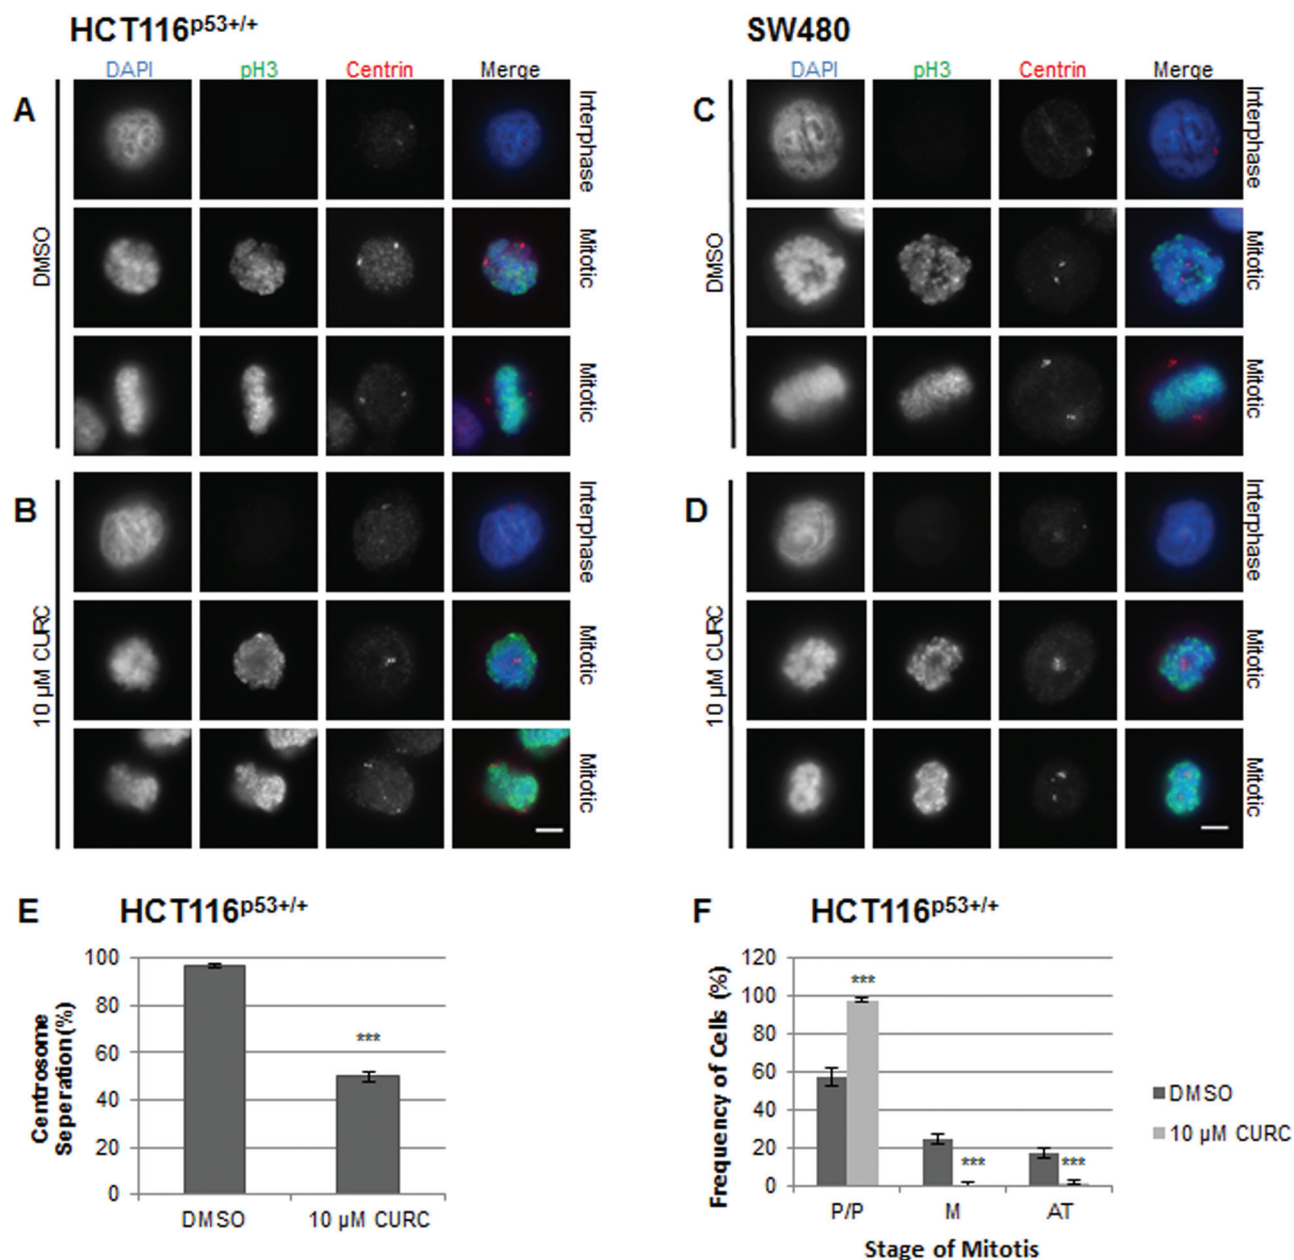 HCT116p53+/+
SW480
DAPI pH3 Centrin Merge
DAPI pH3 Centrin Merge
A
C
Interphase
Interphase
DMSO
Mitotic
DMSO
Mitotic
Mitotic
Mitotic
B
D
Interphase
Interphase
10 µM CURC
Mitotic
10 µM CURC
Mitotic
Mitotic
Mitotic
E HCT116p53+/+
F HCT116p53+/+
Centrosome
Seperation(%)
100
80
60
40
20
0
***
DMSO 10 µM CURC
Frequency of Cells (%)
120
100
80
60
40
20
0
***
***
***
P/P M AT
Stage of Mitotis
DMSO
10 µM CURC